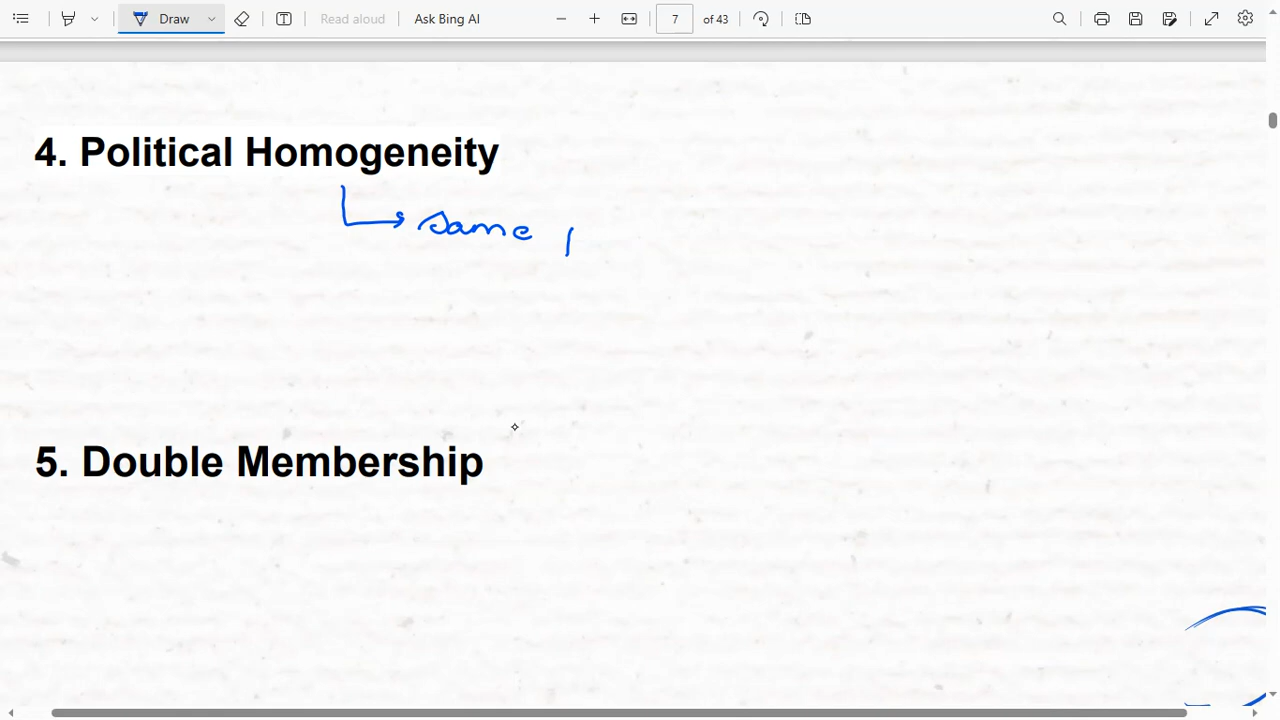 Draw
Read aloud
Ask Bing AI
7 of 43
4. Political Homogeneity
same
5. Double Membership